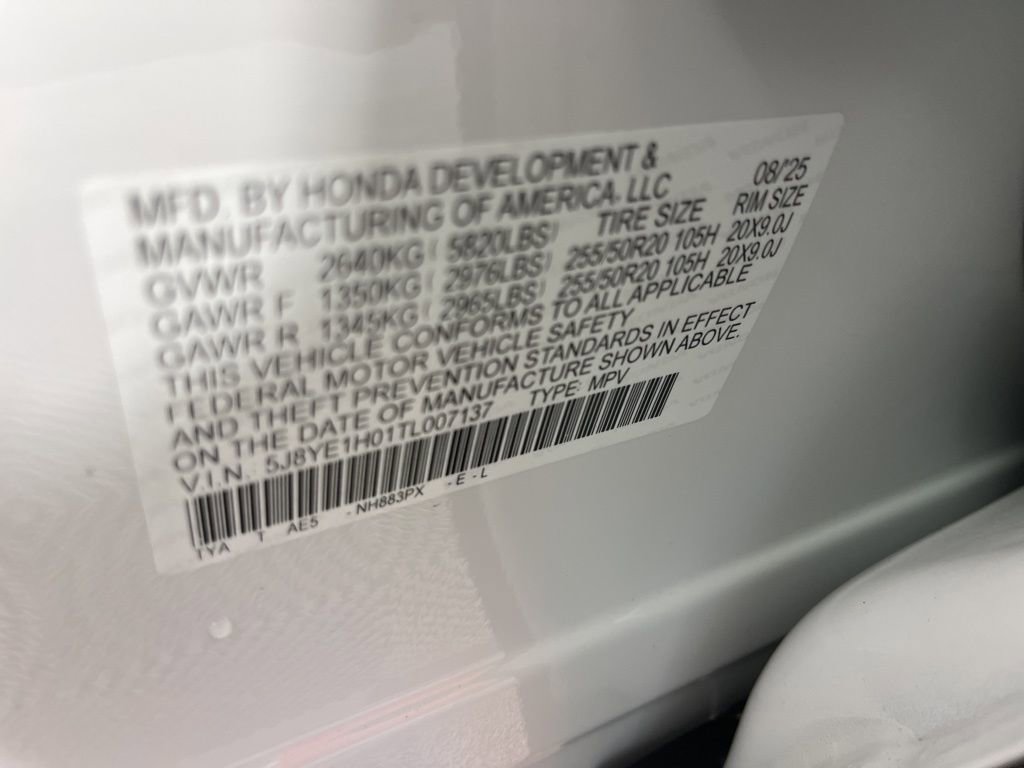 MFD. BY HONDA DEVELOPMENT & 08/'25
MANUFACTURING OF AMERICA, LLC
GVWR 2640KG( 5820LBS) TIRE SIZE RIM SIZE
GAWR F 1350KG( 2976LBS) 255/50R20 105H 20X9.0J
GAWR R 1345KG( 2965LBS) 255/50R20 105H 20X9.0J
THIS VEHICLE CONFORMS TO ALL APPLICABLE
FEDERAL MOTOR VEHICLE SAFETY
AND THEFT PREVENTION STANDARDS IN EFFECT
ON THE DATE OF MANUFACTURE SHOWN ABOVE.
V.I.N. 5J8YE1H01TL007137 TYPE: MPV
TYA T AE5 - NH883PX - E - L